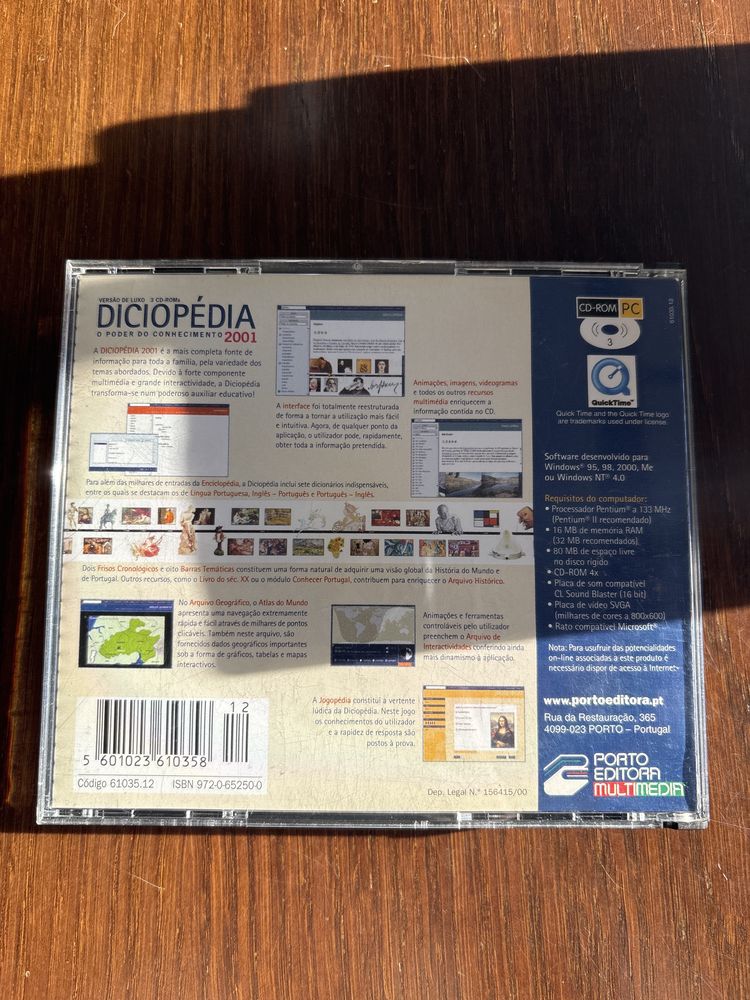 VERSÃO DE LUXO 3 CD-ROMs
DICIOPÉDIA
O PODER DO CONHECIMENTO 2001
A DICIOPÉDIA 2001 é a mais completa fonte de
informação para toda a família, pela variedade dos
temas abordados. Devido à forte componente
multimédia e grande interactividade, a Diciopédia
transforma-se num poderoso auxiliar educativo!
A interface foi totalmente reestruturada
de forma a tornar a utilização mais fácil
e intuitiva. Agora, de qualquer ponto da
aplicação, o utilizador pode, rapidamente,
obter toda a informação pretendida.
Animações, imagens, videogramas
e todos os outros recursos
multimédia enriquecem a
informação contida no CD.
Para além das milhares de entradas da Enciclopédia, a Diciopédia inclui sete dicionários indispensáveis,
entre os quais se destacam os de Língua Portuguesa, Inglês – Português e Português – Inglês.
Dois Frisos Cronológicos e oito Barras Temáticas constituem uma forma natural de adquirir uma visão global da História do Mundo e
de Portugal. Outros recursos, como o Livro do séc. XX ou o módulo Conhecer Portugal, contribuem para enriquecer o Arquivo Histórico.
No Arquivo Geográfico, o Atlas do Mundo
apresenta uma navegação extremamente
rápida e fácil através de milhares de pontos
clicáveis. Também neste arquivo, são
fornecidos dados geográficos importantes
sob a forma de gráficos, tabelas e mapas
interactivos.
Animações e ferramentas
controláveis pelo utilizador
preenchem o Arquivo de
Interactividades conferindo ainda
mais dinamismo à aplicação.
A Jogopédia constitui a vertente
lúdica da Diciopédia. Neste jogo
os conhecimentos do utilizador
e a rapidez de resposta são
postos à prova.
1 2
5 601023 610358
Código 61035.12 ISBN 972-0-65250-0
Dep. Legal N.º 156415/00
61035.12
CD-ROM PC
3
QuickTime™
Quick Time and the Quick Time logo
are trademarks used under license.
Software desenvolvido para
Windows® 95, 98, 2000, Me
ou Windows NT® 4.0
Requisitos do computador:
• Processador Pentium® a 133 MHz
(Pentium® II recomendado)
• 16 MB de memória RAM
(32 MB recomendados)
• 80 MB de espaço livre
no disco rígido
• CD-ROM 4x
• Placa de som compatível
CL Sound Blaster (16 bit)
• Placa de vídeo SVGA
(milhares de cores a 800x600)
• Rato compatível Microsoft®
Nota: Para usufruir das potencialidades
on-line associadas a este produto é
necessário dispor de acesso à Internet
www.portoeditora.pt
Rua da Restauração, 365
4099-023 PORTO – Portugal
PORTO
EDITORA
MULTIMEDIA